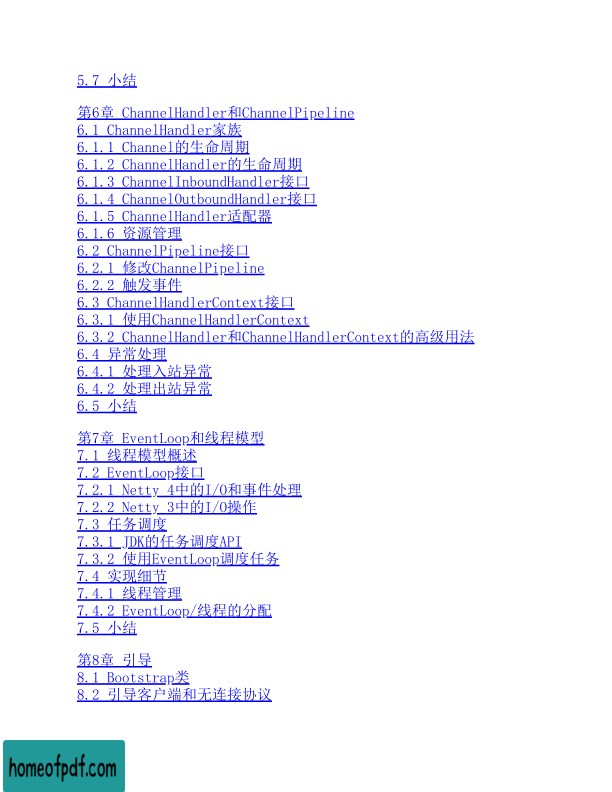 5.7 小结
第6章 ChannelHandler和ChannelPipeline
6.1 ChannelHandler家族
6.1.1 Channel的生命周期
6.1.2 ChannelHandler的生命周期
6.1.3 ChannelInboundHandler接口
6.1.4 ChannelOutboundHandler接口
6.1.5 ChannelHandler适配器
6.1.6 资源管理
6.2 ChannelPipeline接口
6.2.1 修改ChannelPipeline
6.2.2 触发事件
6.3 ChannelHandlerContext接口
6.3.1 使用ChannelHandlerContext
6.3.2 ChannelHandler和ChannelHandlerContext的高级用法
6.4 异常处理
6.4.1 处理入站异常
6.4.2 处理出站异常
6.5 小结
第7章 EventLoop和线程模型
7.1 线程模型概述
7.2 EventLoop接口
7.2.1 Netty 4中的I/O和事件处理
7.2.2 Netty 3中的I/O操作
7.3 任务调度
7.3.1 JDK的任务调度API
7.3.2 使用EventLoop调度任务
7.4 实现细节
7.4.1 线程管理
7.4.2 EventLoop/线程的分配
7.5 小结
第8章 引导
8.1 Bootstrap类
8.2 引导客户端和无连接协议
homeofpdf.com